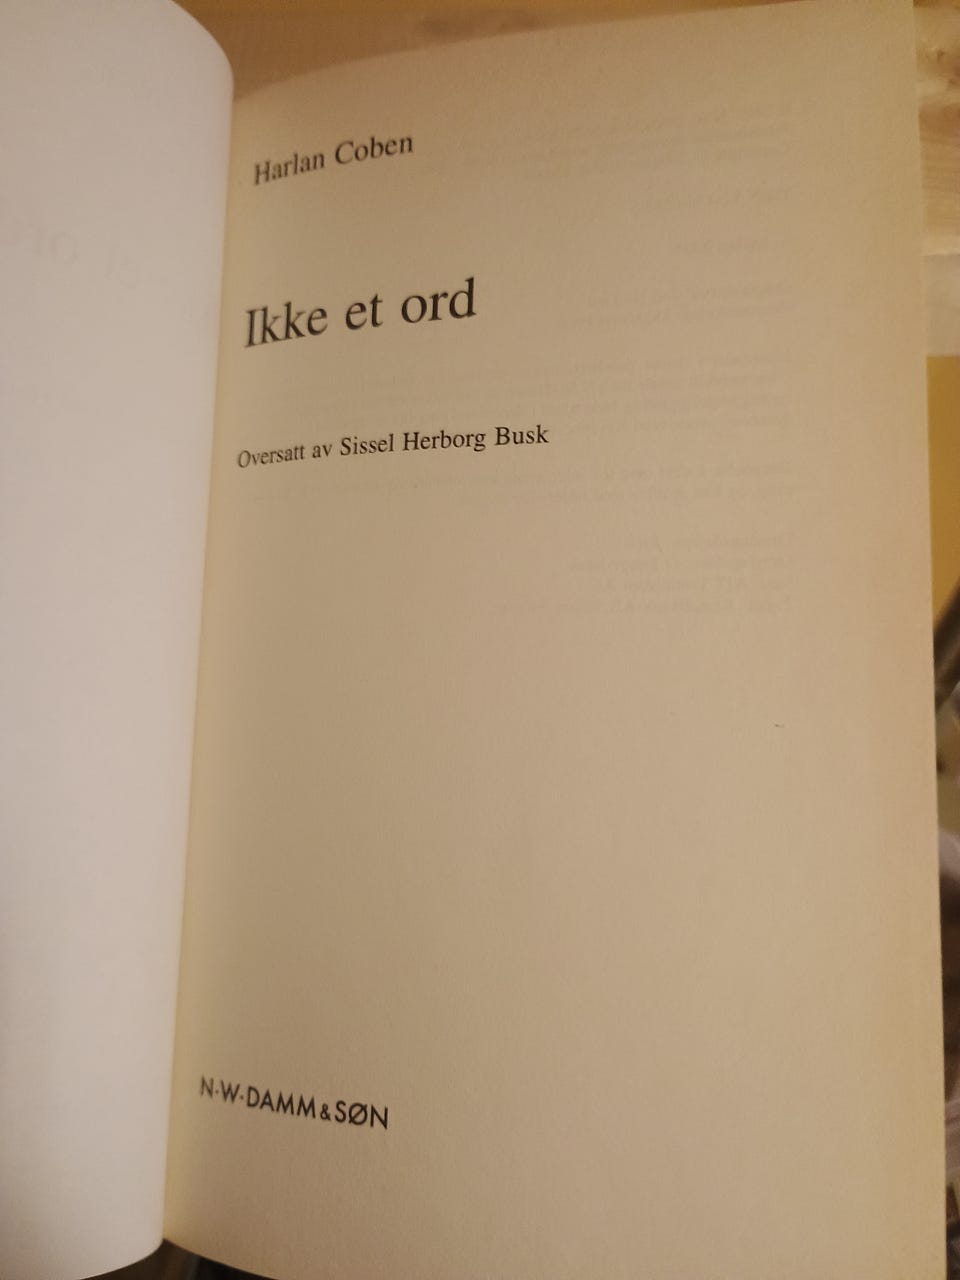 Harlan Coben
Ikke et ord
Oversatt av Sissel Herborg Busk
N·W·DAMM & SØN